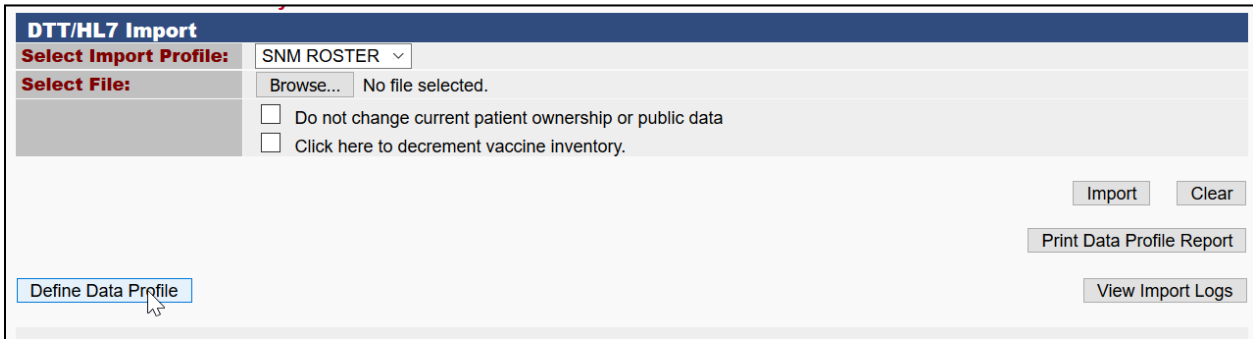 DTT/HL7 Import
Select Import Profile: SNM ROSTER
Select File: Browse... No file selected.
Do not change current patient ownership or public data
Click here to decrement vaccine inventory.
Import Clear
Print Data Profile Report
Define Data Profile View Import Logs